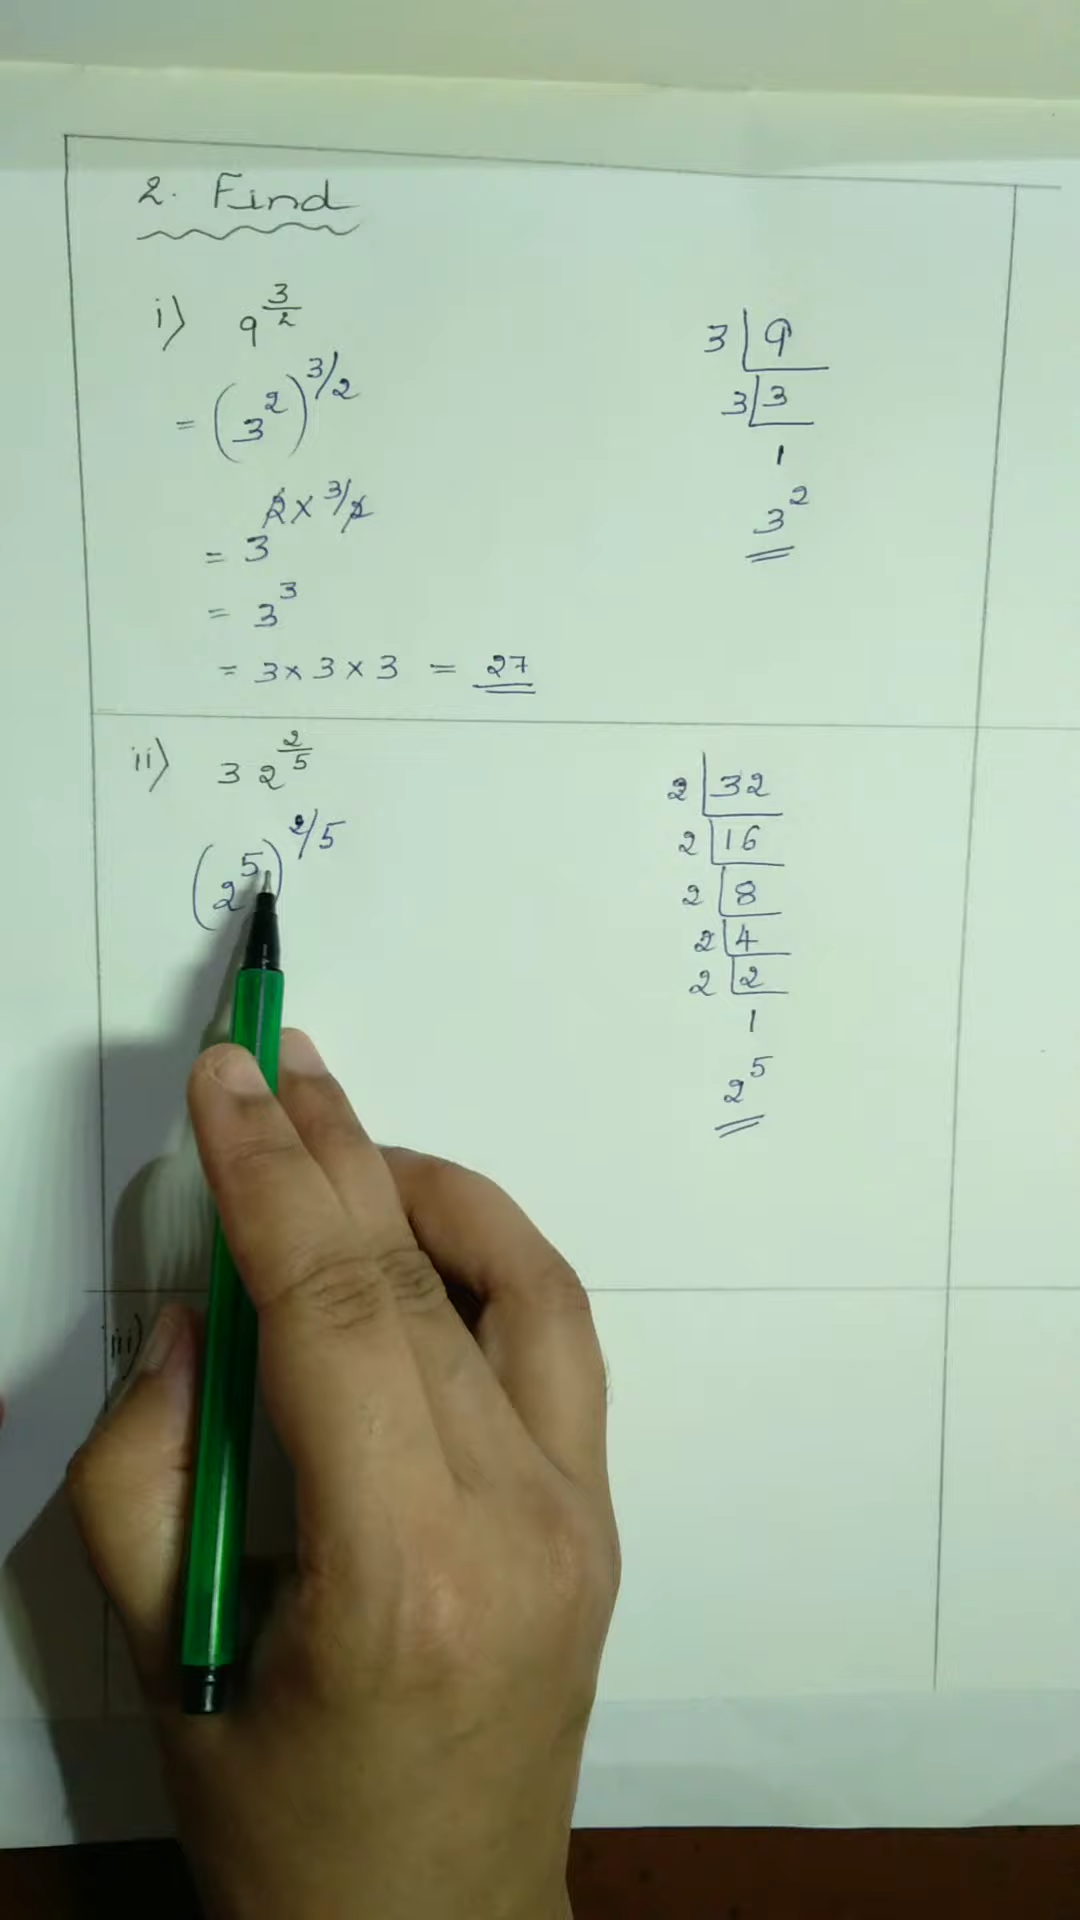 2. Find
i) 9^(3/2)
= (3^2)^(3/2)
= 3^(2 × 3/2)
= 3^3
= 3 × 3 × 3 = 27
3 | 9
3 | 3
1
3^2
ii) 32^(2/5)
(2^5)^(2/5)
2 | 32
2 | 16
2 | 8
2 | 4
2 | 2
1
2^5
iii)